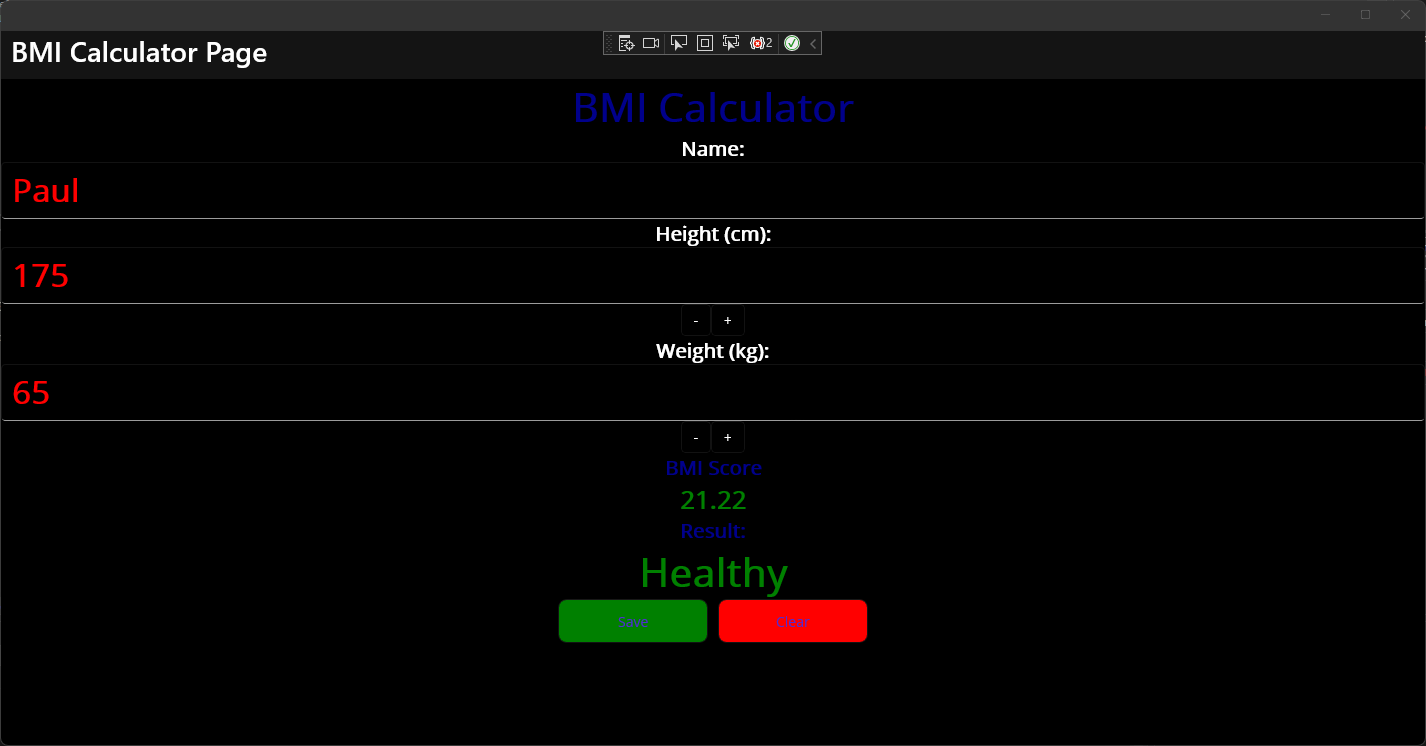 BMI Calculator Page
2
BMI Calculator
Name:
Paul
Height (cm):
175
- +
Weight (kg):
65
- +
BMI Score
21.22
Result:
Healthy
Save Clear